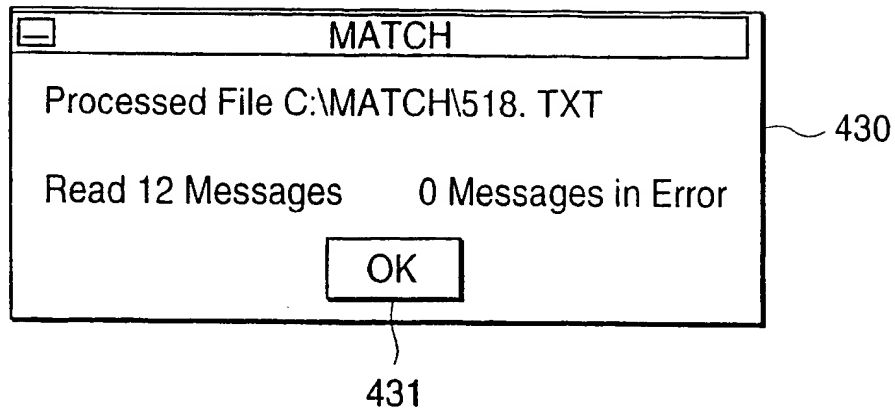 MATCH
Processed File C:\MATCH\518. TXT
430
Read 12 Messages 0 Messages in Error
OK
431